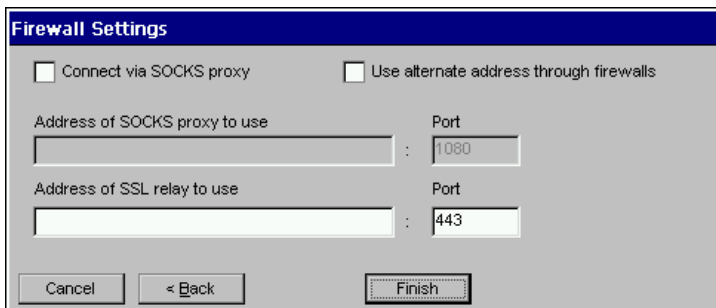 Firewall Settings
Connect via SOCKS proxy Use alternate address through firewalls
Address of SOCKS proxy to use Port
: 1080
Address of SSL relay to use Port
: 443
Cancel < Back Finish